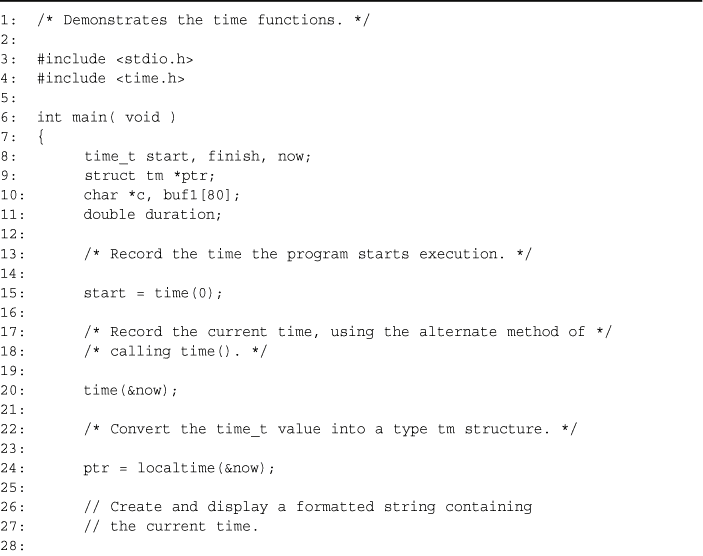 1: /* Demonstrates the time functions. */
2:
3: #include <stdio.h>
4: #include <time.h>
5:
6: int main( void )
7: {
8:      time_t start, finish, now;
9:      struct tm *ptr;
10:      char *c, buf1[80];
11:      double duration;
12:
13:      /* Record the time the program starts execution. */
14:
15:      start = time(0);
16:
17:      /* Record the current time, using the alternate method of */
18:      /* calling time(). */
19:
20:      time(&now);
21:
22:      /* Convert the time_t value into a type tm structure. */
23:
24:      ptr = localtime(&now);
25:
26:      // Create and display a formatted string containing
27:      // the current time.
28: